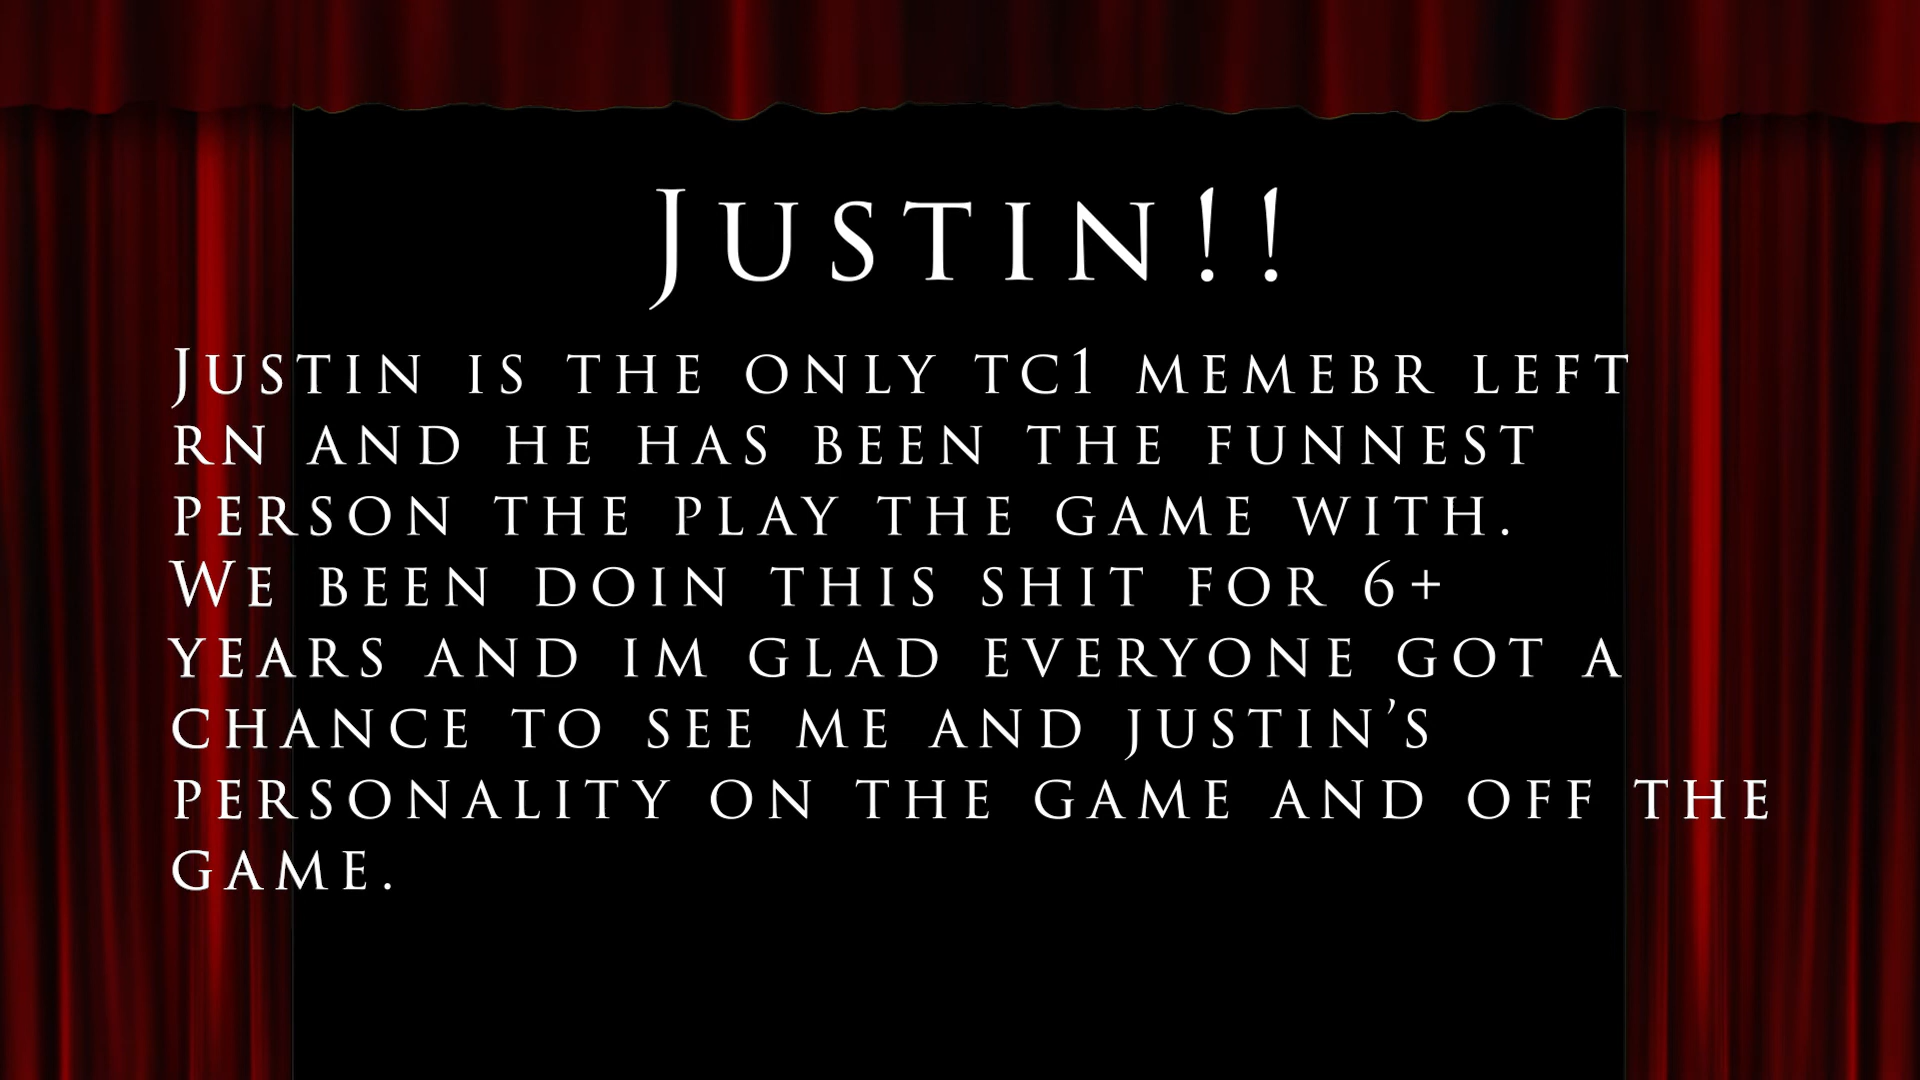 Justin!!
Justin is the only tc1 memebr left
rn and he has been the funnest
person the play the game with.
We been doin this shit for 6+
years and im glad everyone got a
chance to see me and justin's
personality on the game and off the
game.